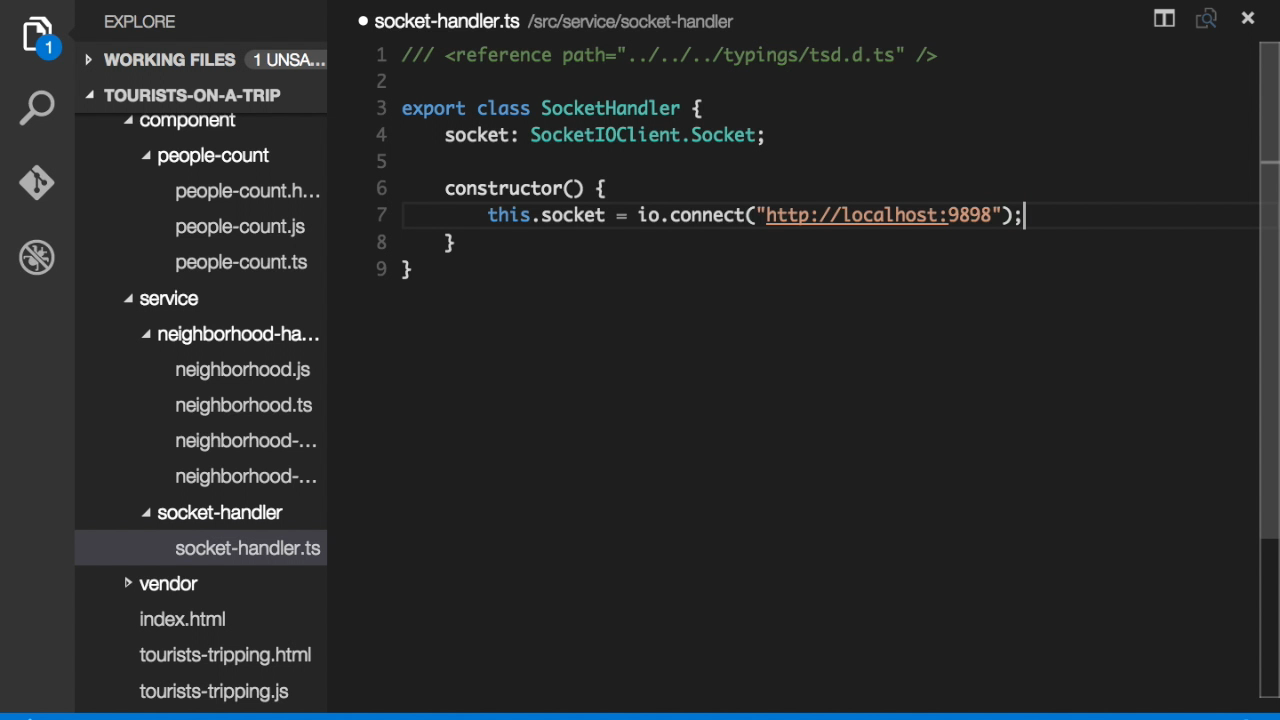 EXPLORE
1
WORKING FILES 1 UNSA...
TOURISTS-ON-A-TRIP
component
people-count
people-count.h...
people-count.js
people-count.ts
service
neighborhood-ha...
neighborhood.js
neighborhood.ts
neighborhood-...
neighborhood-...
socket-handler
socket-handler.ts
vendor
index.html
tourists-tripping.html
tourists-tripping.js
socket-handler.ts /src/service/socket-handler
1 /// <reference path="../../../typings/tsd.d.ts" />
2
3 export class SocketHandler {
4     socket: SocketIOClient.Socket;
5
6     constructor() {
7         this.socket = io.connect("http://localhost:9898");
8     }
9 }